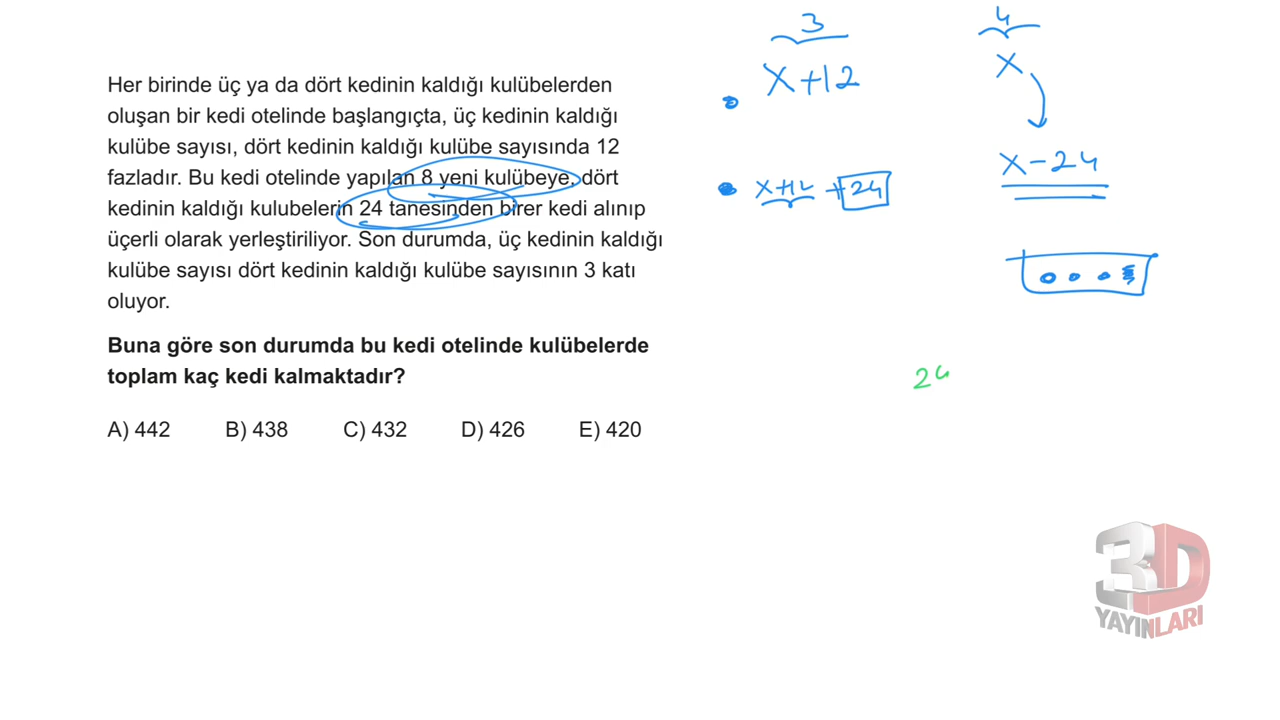 Her birinde üç ya da dört kedinin kaldığı kulübelerden
oluşan bir kedi otelinde başlangıçta, üç kedinin kaldığı
kulübe sayısı, dört kedinin kaldığı kulübe sayısında 12
fazladır. Bu kedi otelinde yapılan 8 yeni kulübeye, dört
kedinin kaldığı kulubelerin 24 tanesinden birer kedi alınıp
üçerli olarak yerleştiriliyor. Son durumda, üç kedinin kaldığı
kulübe sayısı dört kedinin kaldığı kulübe sayısının 3 katı
oluyor.
Buna göre son durumda bu kedi otelinde kulübelerde
toplam kaç kedi kalmaktadır?
A) 442 B) 438 C) 432 D) 426 E) 420
3 4
x+12 x
x+12 +24 x-24
24
3D
YAYINLARI